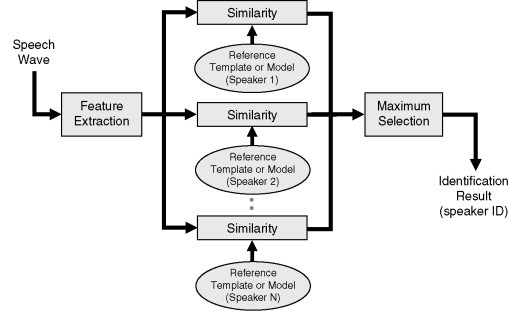 Speech
Wave
Feature
Extraction
Similarity
Reference
Template or Model
(Speaker 1)
Similarity
Reference
Template or Model
(Speaker 2)
Similarity
Reference
Template or Model
(Speaker N)
Maximum
Selection
Identification
Result
(speaker ID)